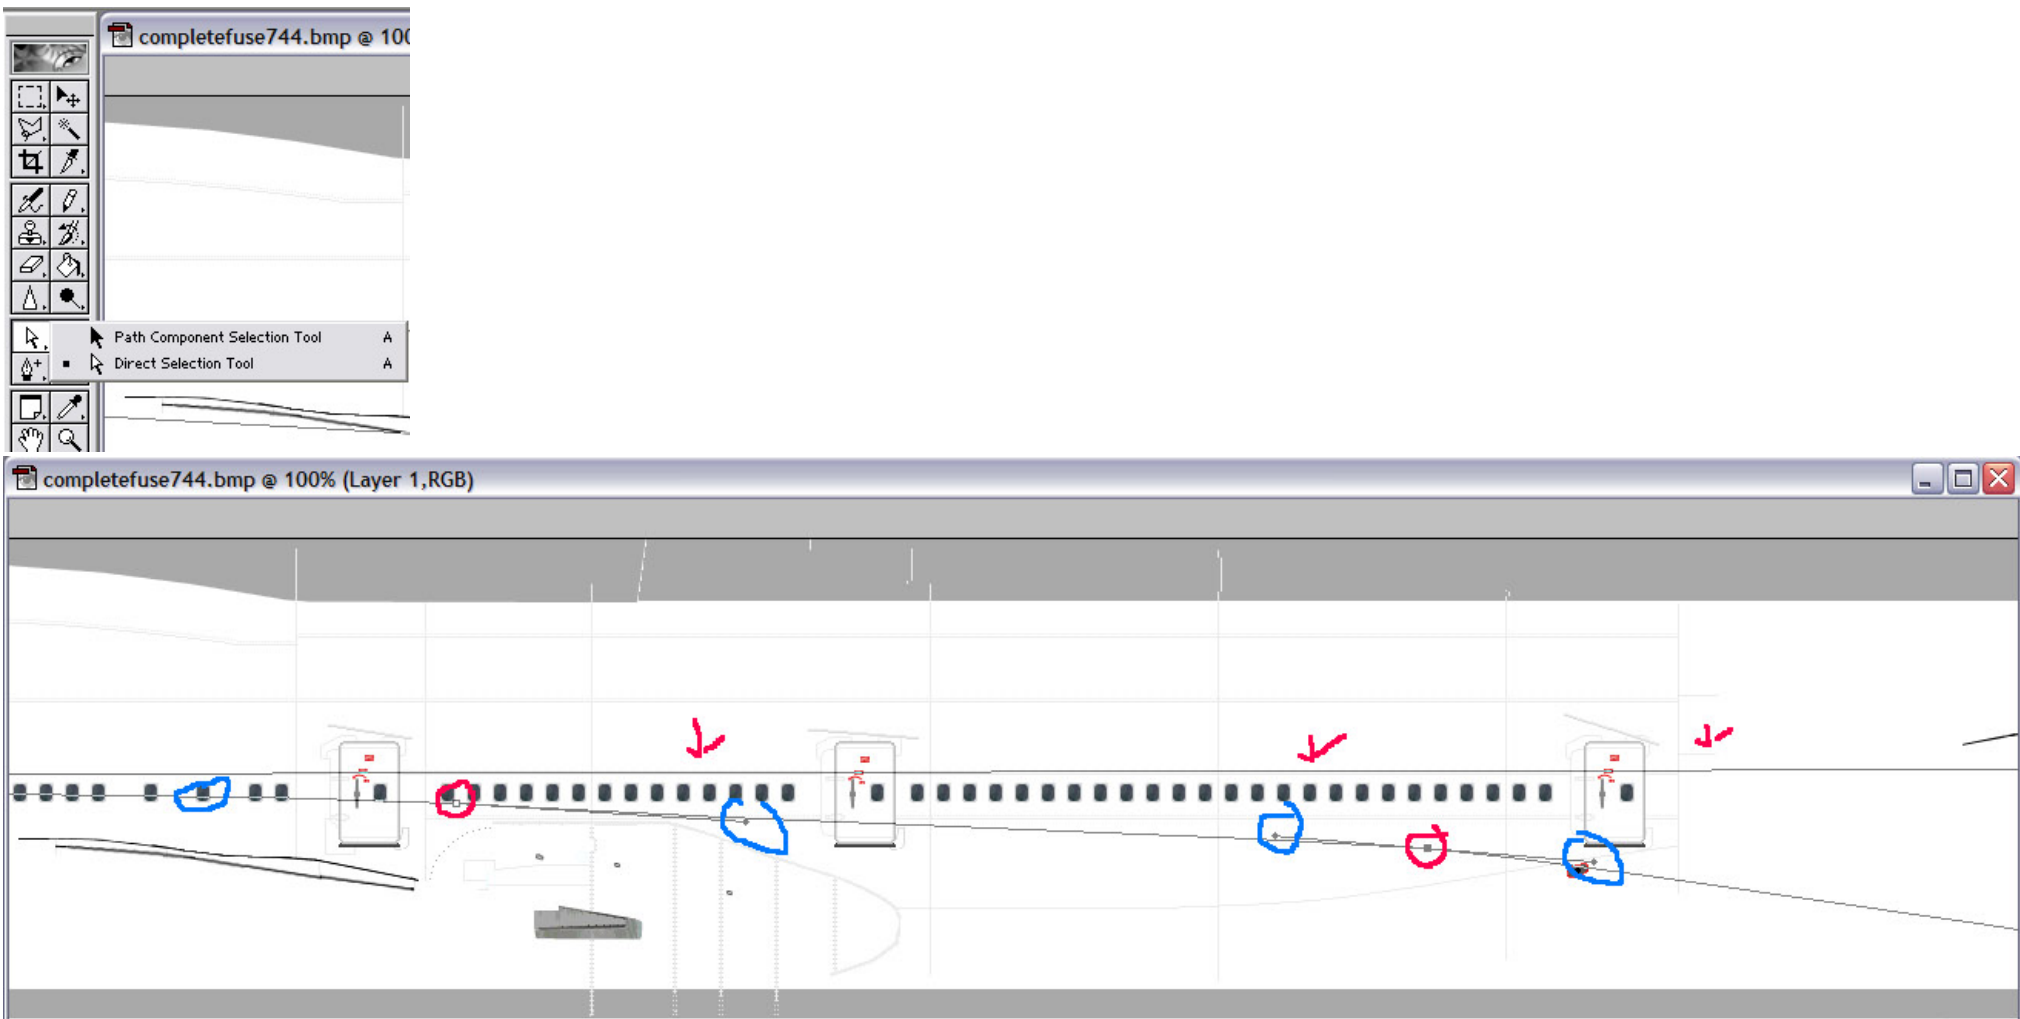 completefuse744.bmp @ 100
Path Component Selection Tool A
Direct Selection Tool A
completefuse744.bmp @ 100% (Layer 1,RGB)